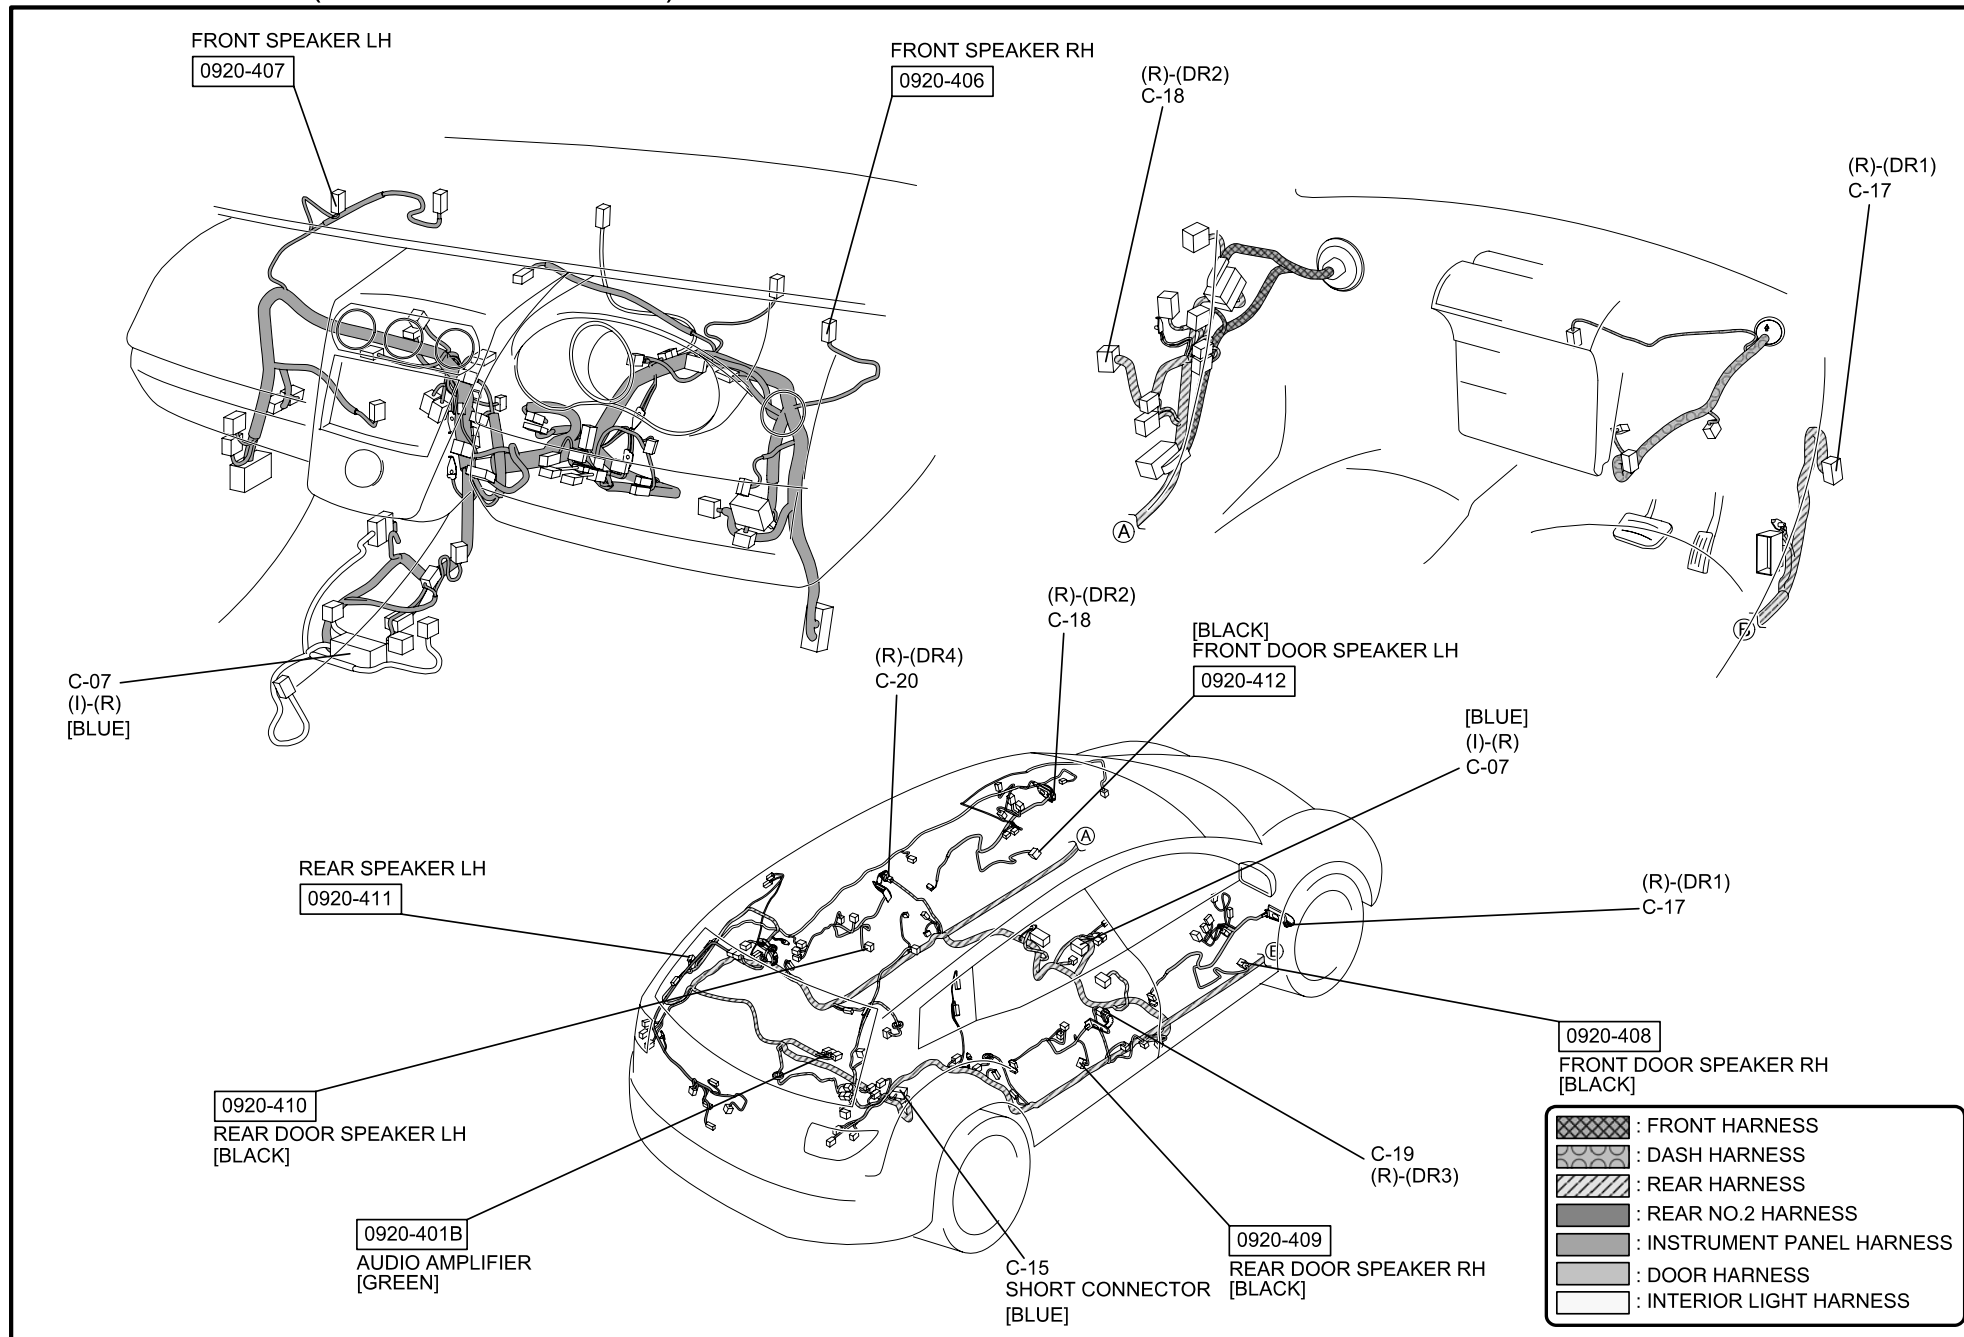 FRONT SPEAKER LH
0920-407
FRONT SPEAKER RH
0920-406
(R)-(DR2)
C-18
(R)-(DR1)
C-17
A
B
C-07
(I)-(R)
[BLUE]
(R)-(DR4)
C-20
(R)-(DR2)
C-18
[BLACK]
FRONT DOOR SPEAKER LH
0920-412
[BLUE]
(I)-(R)
C-07
A
REAR SPEAKER LH
0920-411
(R)-(DR1)
C-17
B
0920-408
FRONT DOOR SPEAKER RH
[BLACK]
0920-410
REAR DOOR SPEAKER LH
[BLACK]
C-19
(R)-(DR3)
0920-401B
AUDIO AMPLIFIER
[GREEN]
C-15
SHORT CONNECTOR
[BLUE]
0920-409
REAR DOOR SPEAKER RH
[BLACK]
: FRONT HARNESS
: DASH HARNESS
: REAR HARNESS
: REAR NO.2 HARNESS
: INSTRUMENT PANEL HARNESS
: DOOR HARNESS
: INTERIOR LIGHT HARNESS